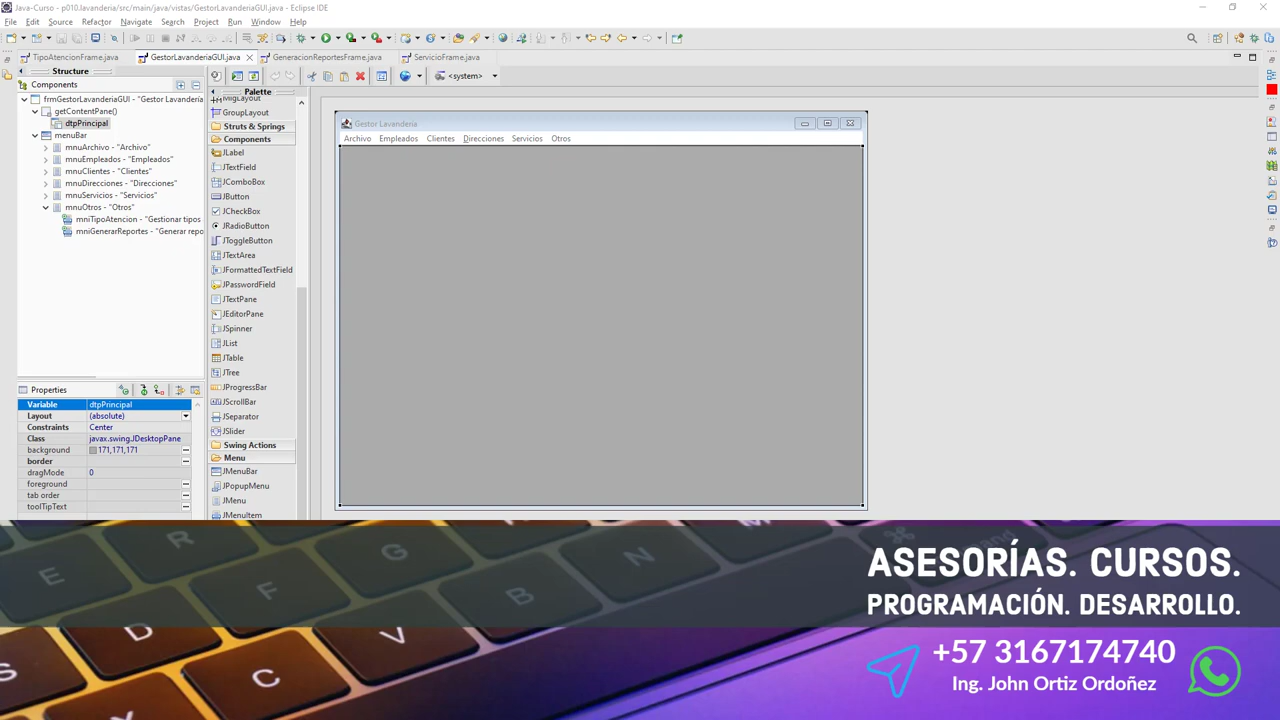 Java-Curso - p010.lavanderia/src/main/java/vistas/GestorLavanderiaGUI.java - Eclipse IDE
File Edit Source Refactor Navigate Search Project Run Window Help
TipoAtencionFrame.java GestorLavanderiaGUI.java GeneracionReportesFrame.java ServicioFrame.java
Structure
Components
frmGestorLavanderiaGUI - "Gestor Lavandería
getContentPane()
dtpPrincipal
menuBar
mnuArchivo - "Archivo"
mnuEmpleados - "Empleados"
mnuClientes - "Clientes"
mnuDirecciones - "Direcciones"
mnuServicios - "Servicios"
mnuOtros - "Otros"
mniTipoAtencion - "Gestionar tipos
mniGenerarReportes - "Generar repo
Properties
Variable dtpPrincipal
Layout (absolute)
Constraints Center
Class javax.swing.JDesktopPane
background 171,171,171
border
dragMode 0
foreground
tab order
toolTipText
<system>
Palette
MigLayout
GroupLayout
Struts & Springs
Components
JLabel
JTextField
JComboBox
JButton
JCheckBox
JRadioButton
JToggleButton
JTextArea
JFormattedTextField
JPasswordField
JTextPane
JEditorPane
JSpinner
JList
JTable
JTree
JProgressBar
JScrollBar
JSeparator
JSlider
Swing Actions
Menu
JMenuBar
JPopupMenu
JMenu
JMenuItem
Gestor Lavandería
Archivo Empleados Clientes Direcciones Servicios Otros
ASESORÍAS. CURSOS.
PROGRAMACIÓN. DESARROLLO.
+57 3167174740
Ing. John Ortiz Ordoñez
E R F G V B N M D C S X